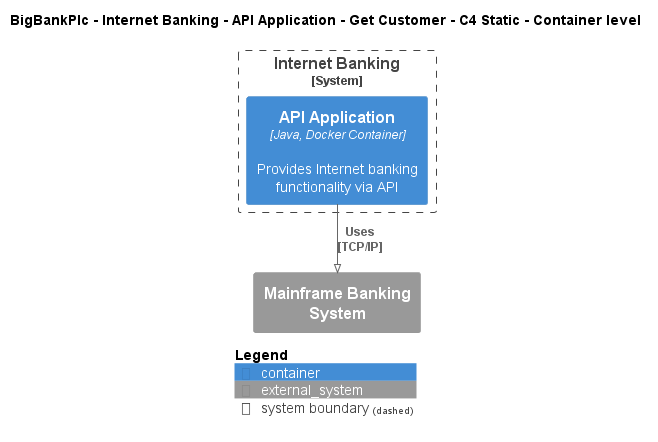 BigBankPlc - Internet Banking - API Application - Get Customer - C4 Static - Container level
Internet Banking
[System]
API Application
[Java, Docker Container]
Provides Internet banking
functionality via API
Uses
[TCP/IP]
Mainframe Banking
System
Legend
container
external_system
system boundary (dashed)